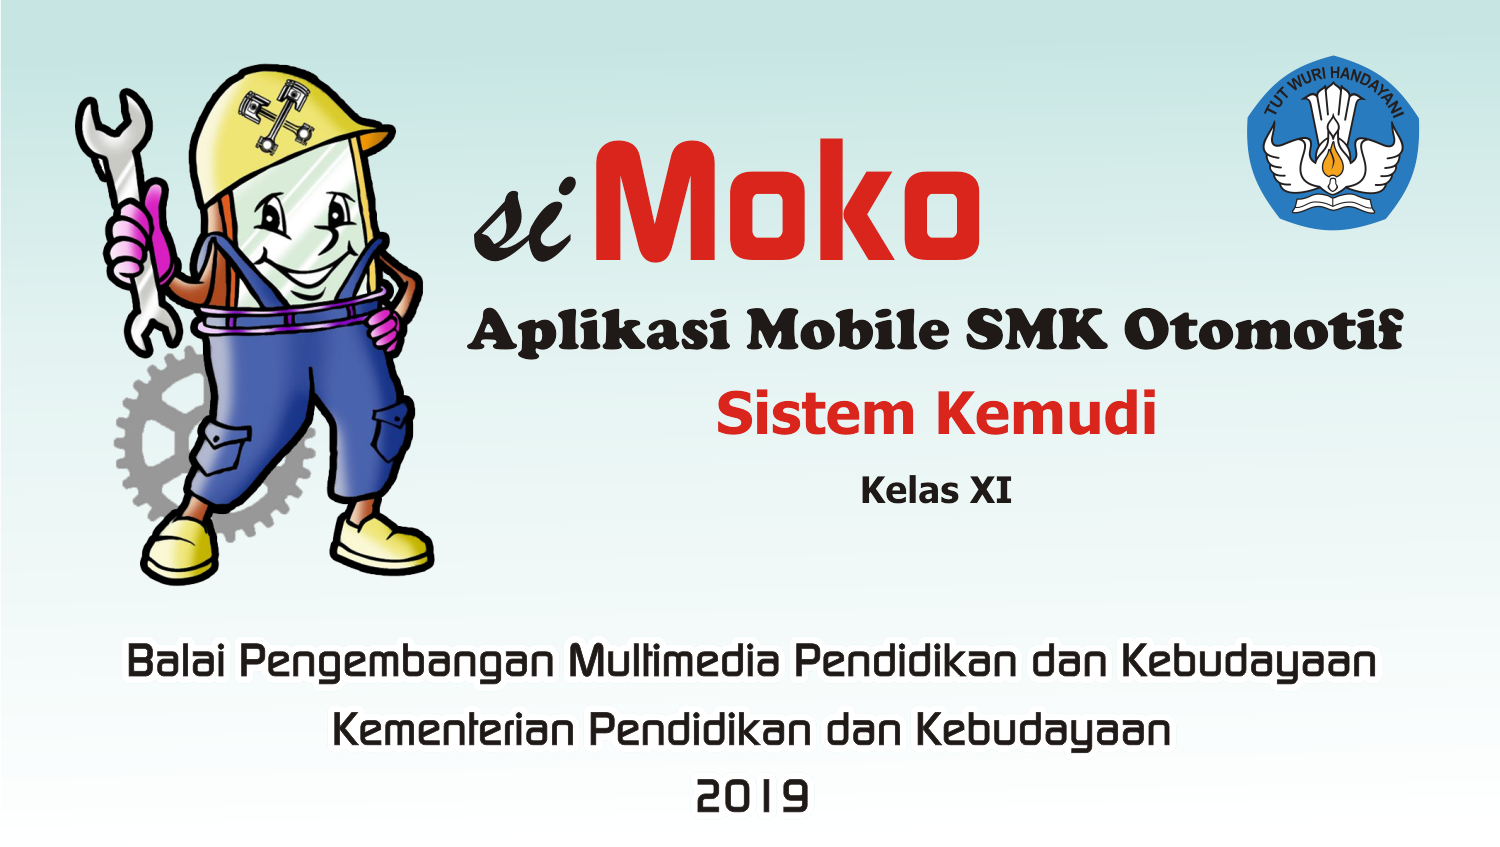 TUT WURI HANDAYANI
si Moko
Aplikasi Mobile SMK Otomotif
Sistem Kemudi
Kelas XI
Balai Pengembangan Multimedia Pendidikan dan Kebudayaan
Kementerian Pendidikan dan Kebudayaan
2019